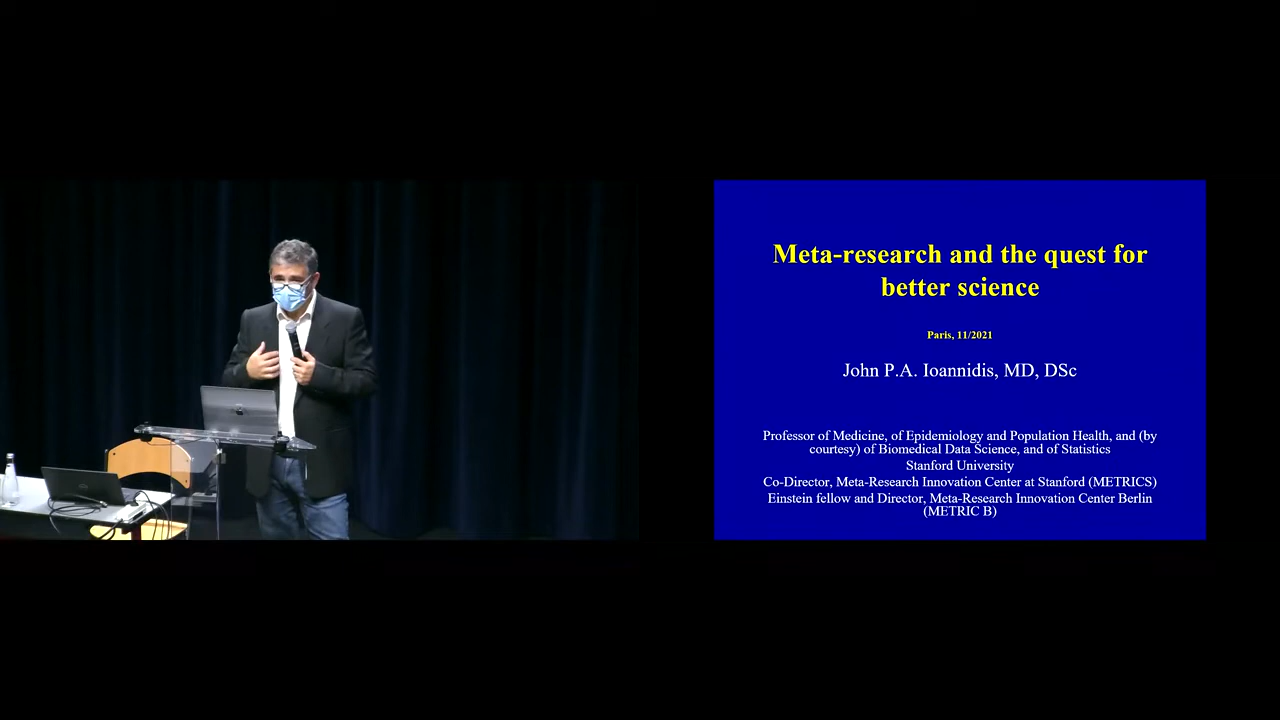 Meta-research and the quest for
better science
Paris, 11/2021
John P.A. Ioannidis, MD, DSc
Professor of Medicine, of Epidemiology and Population Health, and (by
courtesy) of Biomedical Data Science, and of Statistics
Stanford University
Co-Director, Meta-Research Innovation Center at Stanford (METRICS)
Einstein fellow and Director, Meta-Research Innovation Center Berlin
(METRIC B)